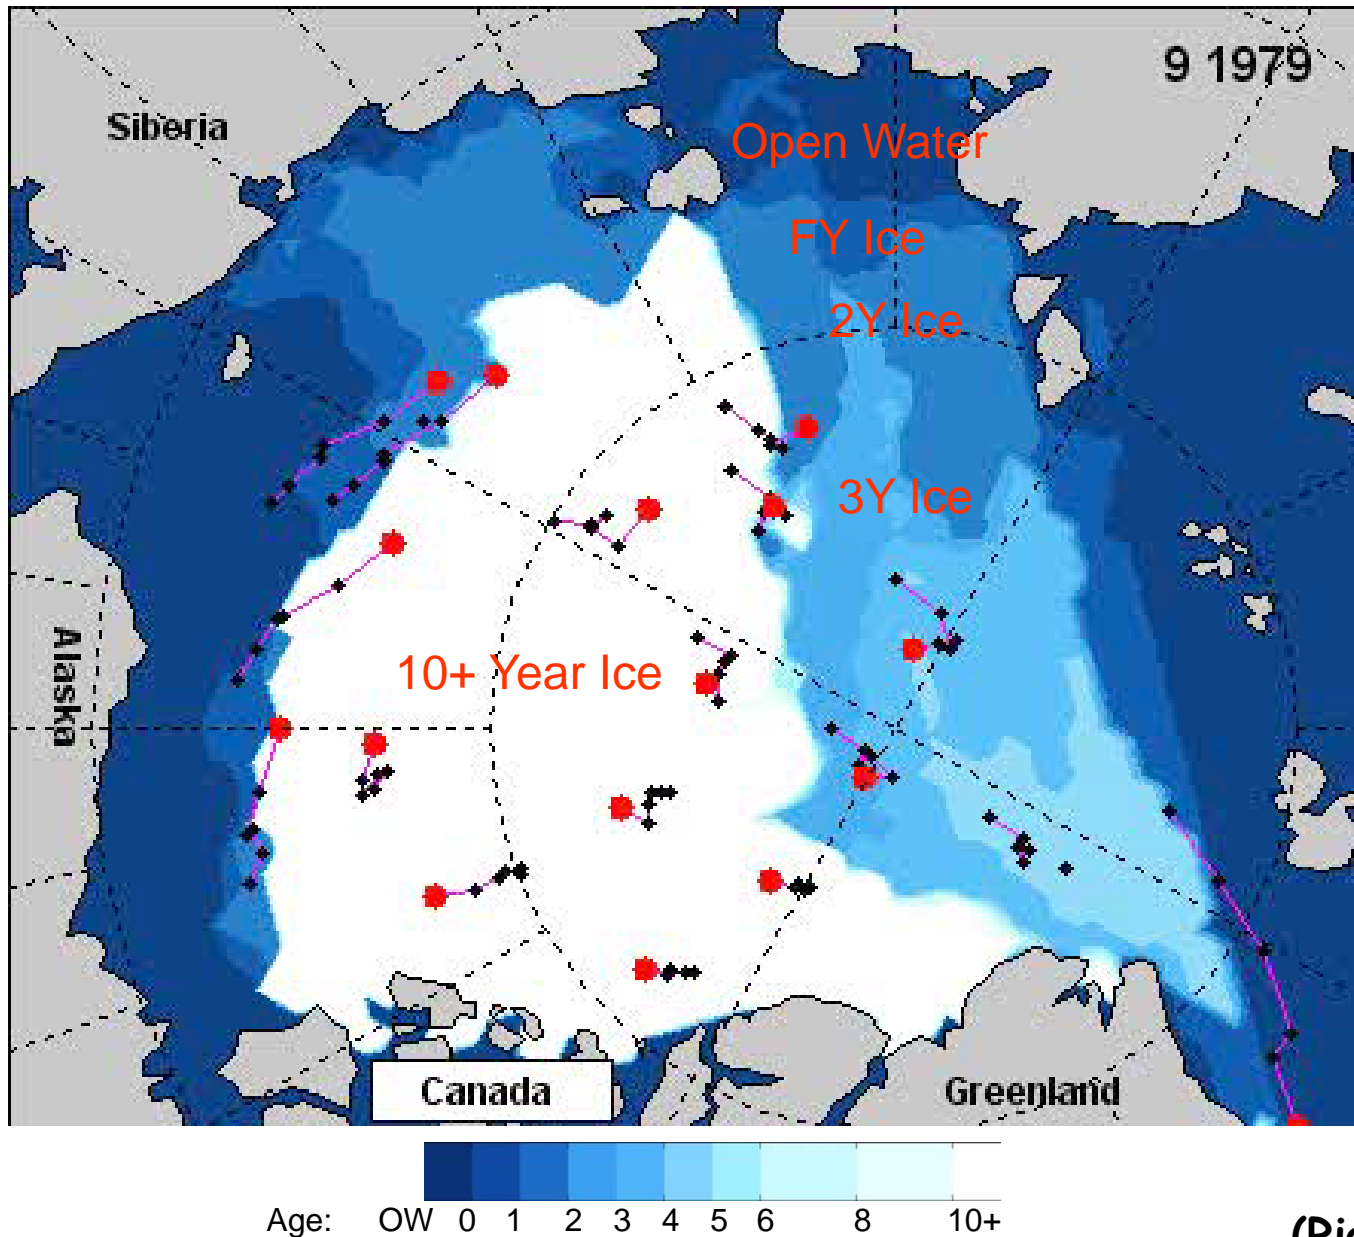 9 1979
Siberia
Open Water
FY Ice
2Y Ice
3Y Ice
Alaska
10+ Year Ice
Canada
Greenland
Age: OW 0 1 2 3 4 5 6 8 10+